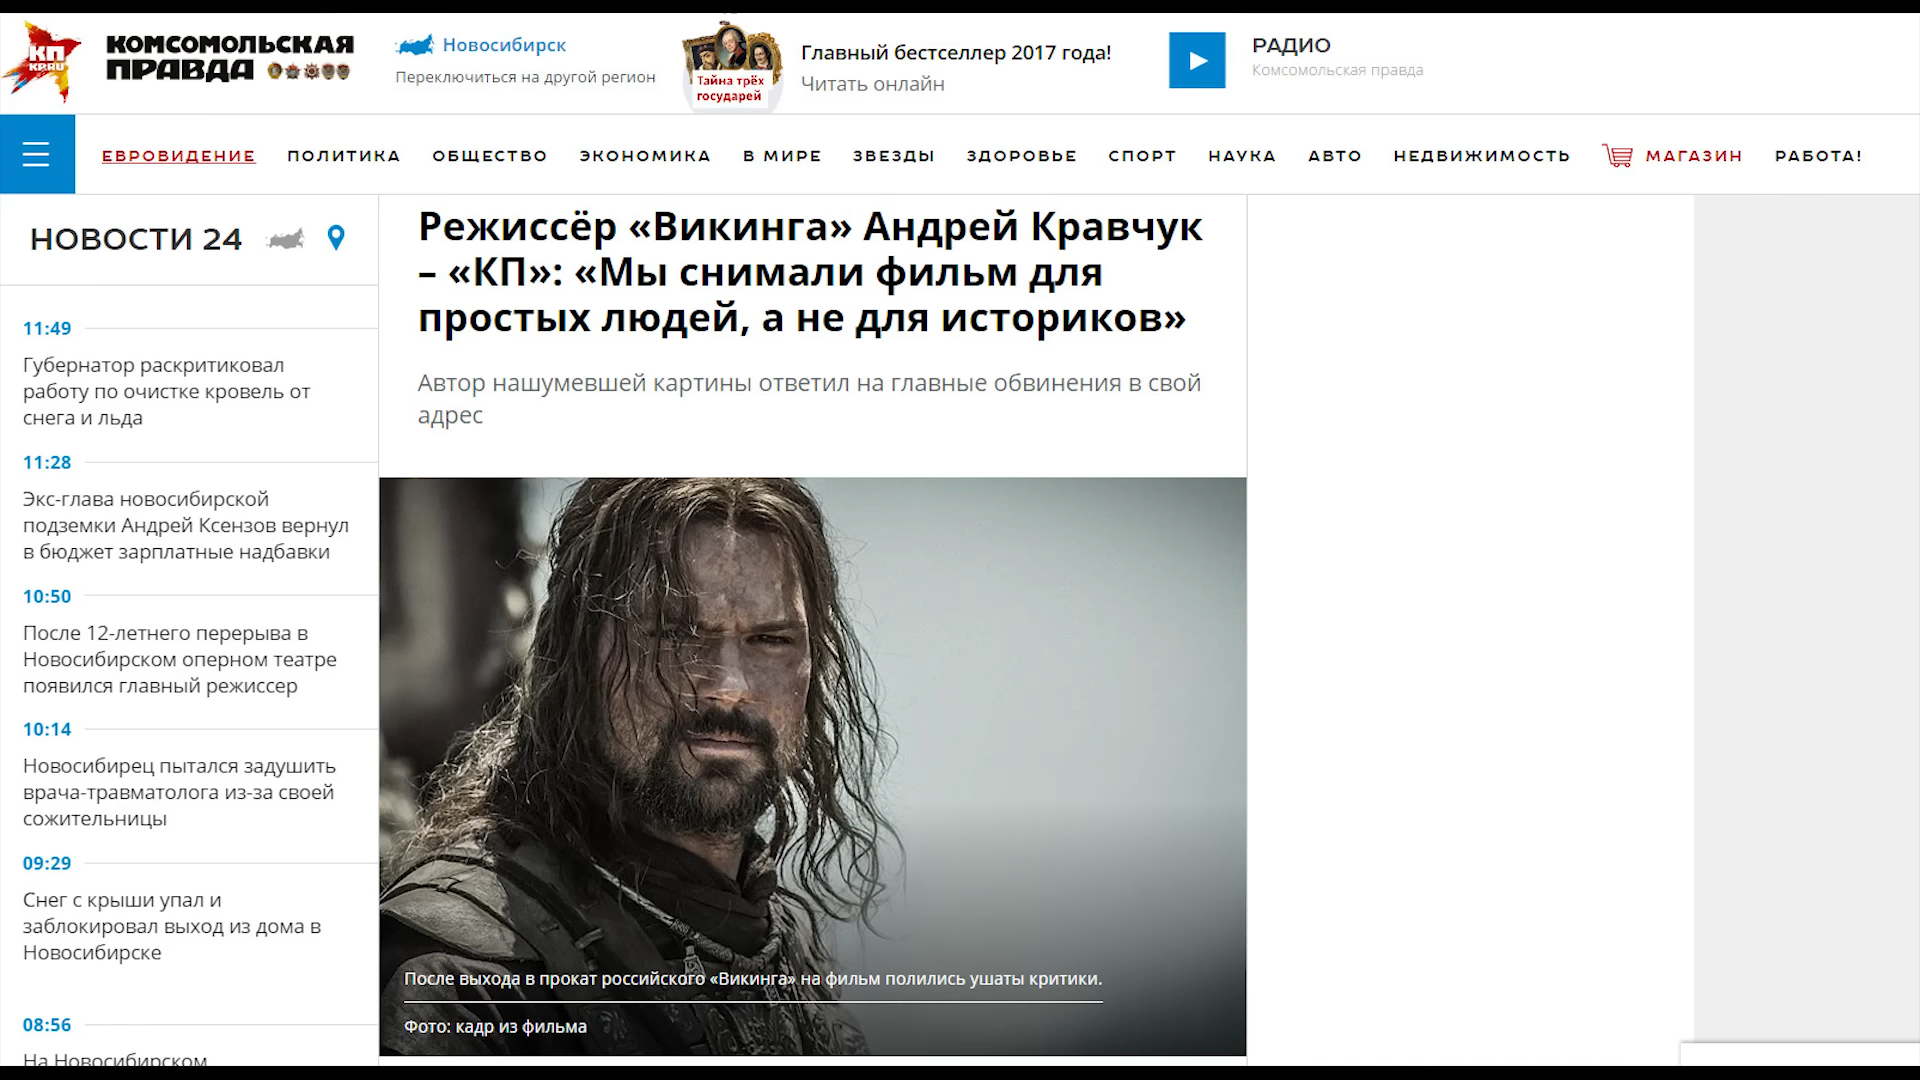 КП
KP.RU
КОМСОМОЛЬСКАЯ
ПРАВДА
Новосибирск
Переключиться на другой регион
Тайна трёх
государей
Главный бестселлер 2017 года!
Читать онлайн
РАДИО
Комсомольская правда
ЕВРОВИДЕНИЕ ПОЛИТИКА ОБЩЕСТВО ЭКОНОМИКА В МИРЕ ЗВЕЗДЫ ЗДОРОВЬЕ СПОРТ НАУКА АВТО НЕДВИЖИМОСТЬ МАГАЗИН РАБОТА!
НОВОСТИ 24
11:49
Губернатор раскритиковал
работу по очистке кровель от
снега и льда
11:28
Экс-глава новосибирской
подземки Андрей Ксензов вернул
в бюджет зарплатные надбавки
10:50
После 12-летнего перерыва в
Новосибирском оперном театре
появился главный режиссер
10:14
Новосибирец пытался задушить
врача-травматолога из-за своей
сожительницы
09:29
Снег с крыши упал и
заблокировал выход из дома в
Новосибирске
08:56
На Новосибирском
Режиссёр «Викинга» Андрей Кравчук
– «КП»: «Мы снимали фильм для
простых людей, а не для историков»
Автор нашумевшей картины ответил на главные обвинения в свой
адрес
После выхода в прокат российского «Викинга» на фильм полились ушаты критики.
Фото: кадр из фильма